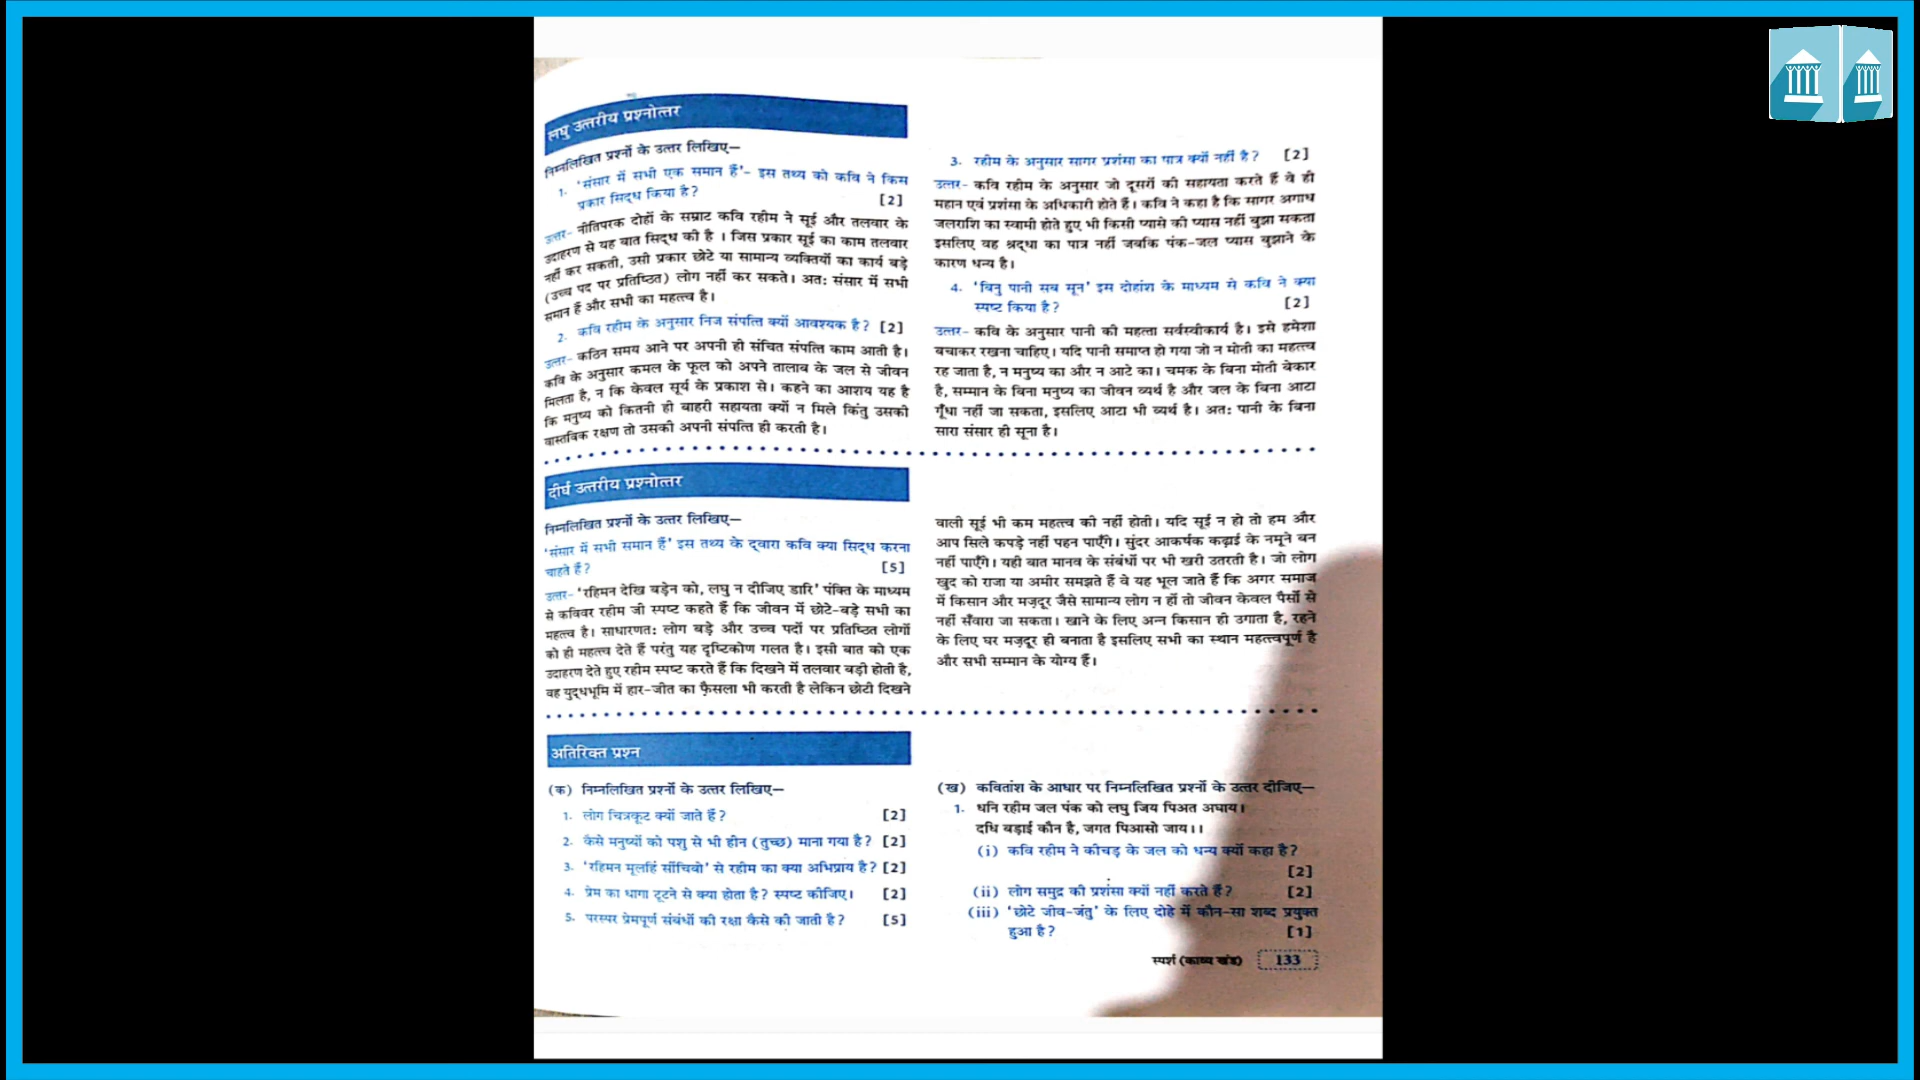 लघु उत्तरीय प्रश्नोत्तर
निम्नलिखित प्रश्नों के उत्तर लिखिए—
1. 'संसार में सभी एक समान हैं'- इस तथ्य को कवि ने किस
प्रकार सिद्ध किया है? [2]
उत्तर- नीतिपरक दोहों के सम्राट कवि रहीम ने सूई और तलवार के
उदाहरण से यह बात सिद्ध की है । जिस प्रकार सूई का काम तलवार
नहीं कर सकती, उसी प्रकार छोटे या सामान्य व्यक्तियों का कार्य बड़े
(उच्च पद पर प्रतिष्ठित) लोग नहीं कर सकते। अतः संसार में सभी
समान हैं और सभी का महत्त्व है।
2. कवि रहीम के अनुसार निज संपत्ति क्यों आवश्यक है? [2]
उत्तर- कठिन समय आने पर अपनी ही संचित संपत्ति काम आती है।
कवि के अनुसार कमल के फूल को अपने तालाब के जल से जीवन
मिलता है, न कि केवल सूर्य के प्रकाश से। कहने का आशय यह है
कि मनुष्य को कितनी ही बाहरी सहायता क्यों न मिले किंतु उसकी
वास्तविक रक्षण तो उसकी अपनी संपत्ति ही करती है।
3. रहीम के अनुसार सागर प्रशंसा का पात्र क्यों नहीं है? [2]
उत्तर- कवि रहीम के अनुसार जो दूसरों की सहायता करते हैं वे ही
महान एवं प्रशंसा के अधिकारी होते हैं। कवि ने कहा है कि सागर अगाध
जलराशि का स्वामी होते हुए भी किसी प्यासे की प्यास नहीं बुझा सकता
इसलिए वह श्रद्धा का पात्र नहीं जबकि पंक-जल प्यास बुझाने के
कारण धन्य है।
4. 'बिनु पानी सब सून' इस दोहांश के माध्यम से कवि ने क्या
स्पष्ट किया है? [2]
उत्तर- कवि के अनुसार पानी की महत्ता सर्वस्वीकार्य है। इसे हमेशा
बचाकर रखना चाहिए। यदि पानी समाप्त हो गया जो न मोती का महत्त्व
रह जाता है, न मनुष्य का और न आटे का। चमक के बिना मोती बेकार
है, सम्मान के बिना मनुष्य का जीवन व्यर्थ है और जल के बिना आटा
गूँधा नहीं जा सकता, इसलिए आटा भी व्यर्थ है। अतः पानी के बिना
सारा संसार ही सूना है।
दीर्घ उत्तरीय प्रश्नोत्तर
निम्नलिखित प्रश्नों के उत्तर लिखिए—
'संसार में सभी समान हैं' इस तथ्य के द्वारा कवि क्या सिद्ध करना
चाहते हैं? [5]
उत्तर- 'रहिमन देखि बड़ेन को, लघु न दीजिए डारि' पंक्ति के माध्यम
से कविवर रहीम जी स्पष्ट कहते हैं कि जीवन में छोटे-बड़े सभी का
महत्त्व है। साधारणतः लोग बड़े और उच्च पदों पर प्रतिष्ठित लोगों
को ही महत्त्व देते हैं परंतु यह दृष्टिकोण गलत है। इसी बात को एक
उदाहरण देते हुए रहीम स्पष्ट करते हैं कि दिखने में तलवार बड़ी होती है,
वह युद्धभूमि में हार-जीत का फ़ैसला भी करती है लेकिन छोटी दिखने
वाली सूई भी कम महत्त्व की नहीं होती। यदि सूई न हो तो हम और
आप सिले कपड़े नहीं पहन पाएँगे। सुंदर आकर्षक कढ़ाई के नमूने बन
नहीं पाएँगे। यही बात मानव के संबंधों पर भी खरी उतरती है। जो लोग
खुद को राजा या अमीर समझते हैं वे यह भूल जाते हैं कि अगर समाज
में किसान और मज़दूर जैसे सामान्य लोग न हों तो जीवन केवल पैसों से
नहीं सँवारा जा सकता। खाने के लिए अन्न किसान ही उगाता है, रहने
के लिए घर मज़दूर ही बनाता है इसलिए सभी का स्थान महत्त्वपूर्ण है
और सभी सम्मान के योग्य हैं।
अतिरिक्त प्रश्न
(क) निम्नलिखित प्रश्नों के उत्तर लिखिए—
1. लोग चित्रकूट क्यों जाते हैं? [2]
2. कैसे मनुष्यों को पशु से भी हीन (तुच्छ) माना गया है? [2]
3. 'रहिमन मूलहिं सींचिबो' से रहीम का क्या अभिप्राय है? [2]
4. प्रेम का धागा टूटने से क्या होता है? स्पष्ट कीजिए। [2]
5. परस्पर प्रेमपूर्ण संबंधों की रक्षा कैसे की जाती है? [5]
(ख) कवितांश के आधार पर निम्नलिखित प्रश्नों के उत्तर दीजिए—
1. धनि रहीम जल पंक को लघु जिय पिअत अघाय।
दधि बड़ाई कौन है, जगत पिआसो जाय।।
(i) कवि रहीम ने कीचड़ के जल को धन्य क्यों कहा है?
[2]
(ii) लोग समुद्र की प्रशंसा क्यों नहीं करते हैं? [2]
(iii) 'छोटे जीव-जंतु' के लिए दोहे में कौन-सा शब्द प्रयुक्त
हुआ है? [1]
स्पर्श (काव्य खंड) 133